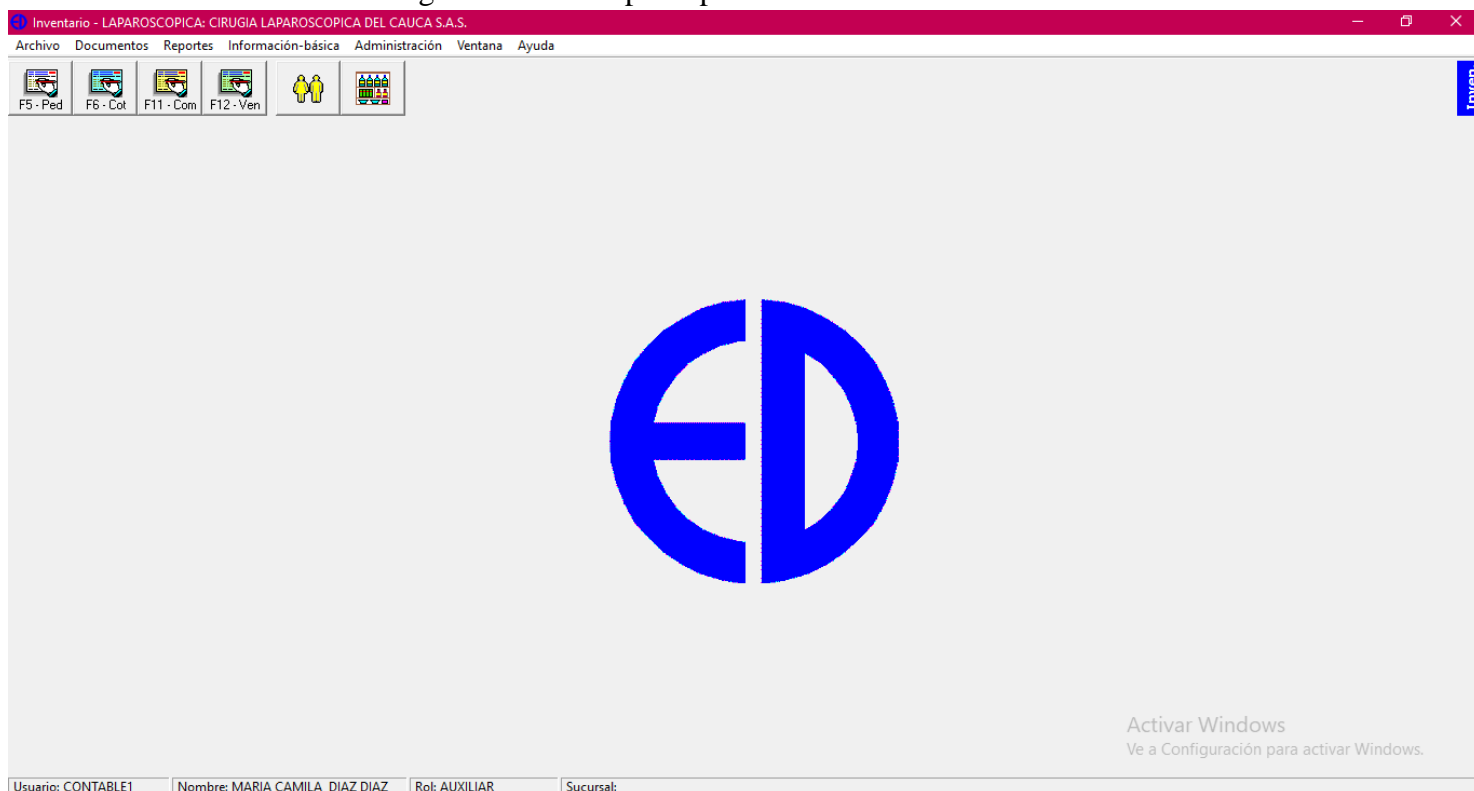 Inventario - LAPAROSCOPICA: CIRUGIA LAPAROSCOPICA DEL CAUCA S.A.S.
Archivo Documentos Reportes Información-básica Administración Ventana Ayuda
F5 - Ped F6 - Cot F11 - Com F12 - Ven
Inven
ED
Activar Windows
Ve a Configuración para activar Windows.
Usuario: CONTABLE1 Nombre: MARIA CAMILA DIAZ DIAZ Rol: AUXILIAR Sucursal: